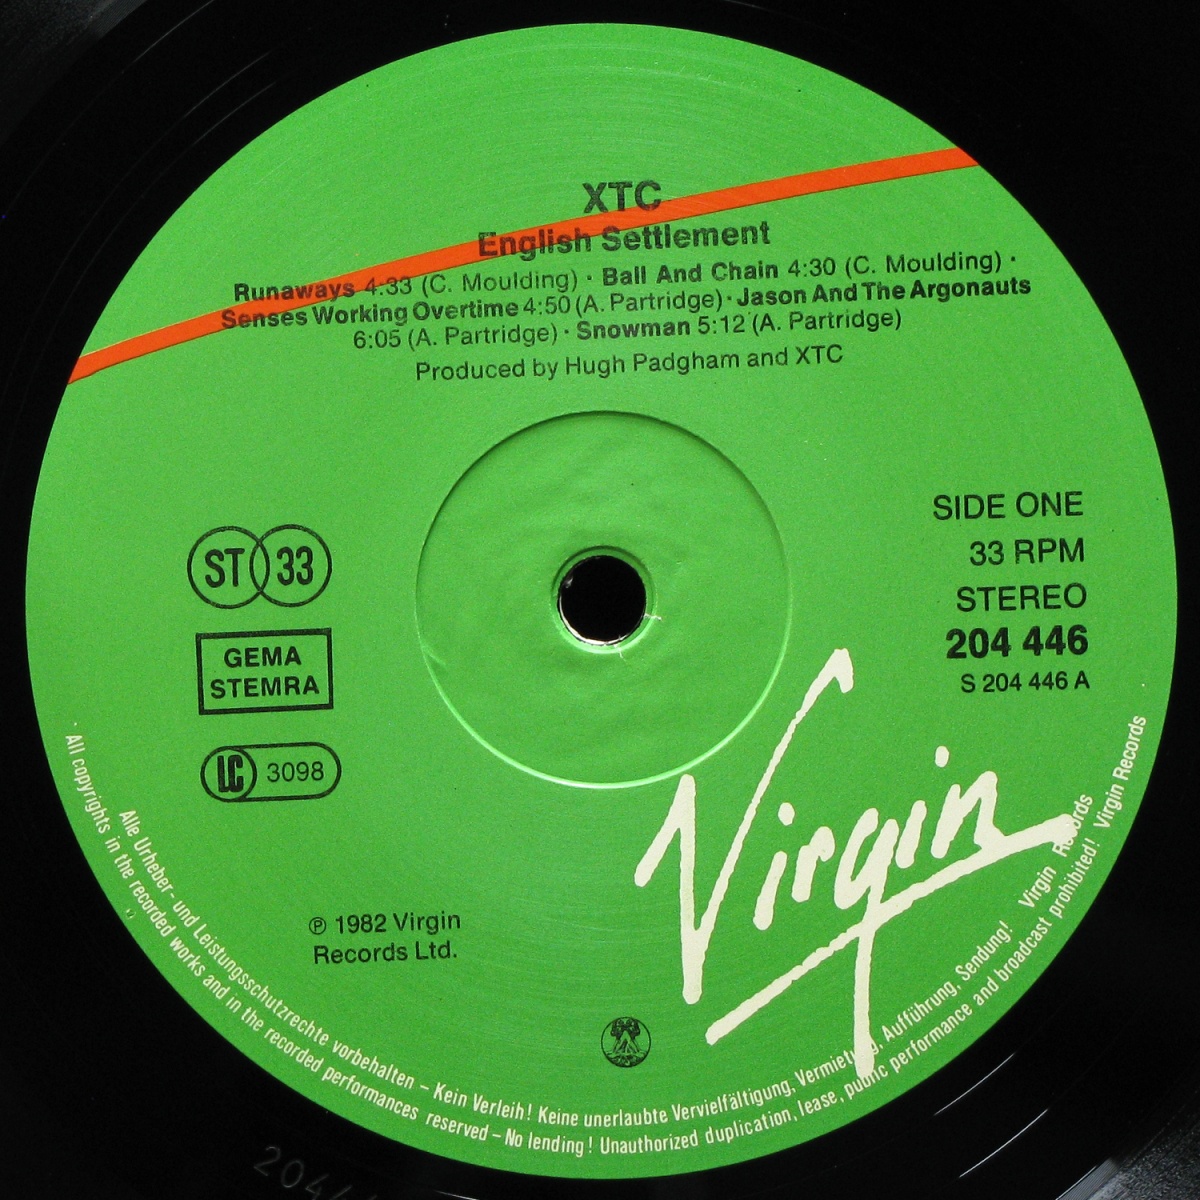 XTC
English Settlement
Runaways 4:33 (C. Moulding) · Ball And Chain 4:30 (C. Moulding) ·
Senses Working Overtime 4:50 (A. Partridge) · Jason And The Argonauts
6:05 (A. Partridge) · Snowman 5:12 (A. Partridge)
Produced by Hugh Padgham and XTC
SIDE ONE
33 RPM
STEREO
204 446
S 204 446 A
ST 33
GEMA
STEMRA
LC 3098
Virgin
℗ 1982 Virgin
Records Ltd.
Alle Urheber- und Leistungsschutzrechte vorbehalten – Kein Verleih! Keine unerlaubte Vervielfältigung, Vermietung, Aufführung, Sendung! Virgin Records
All copyrights in the recorded works and in the recorded performances reserved – No lending! Unauthorized duplication, lease, public performance and broadcast prohibited! Virgin Records